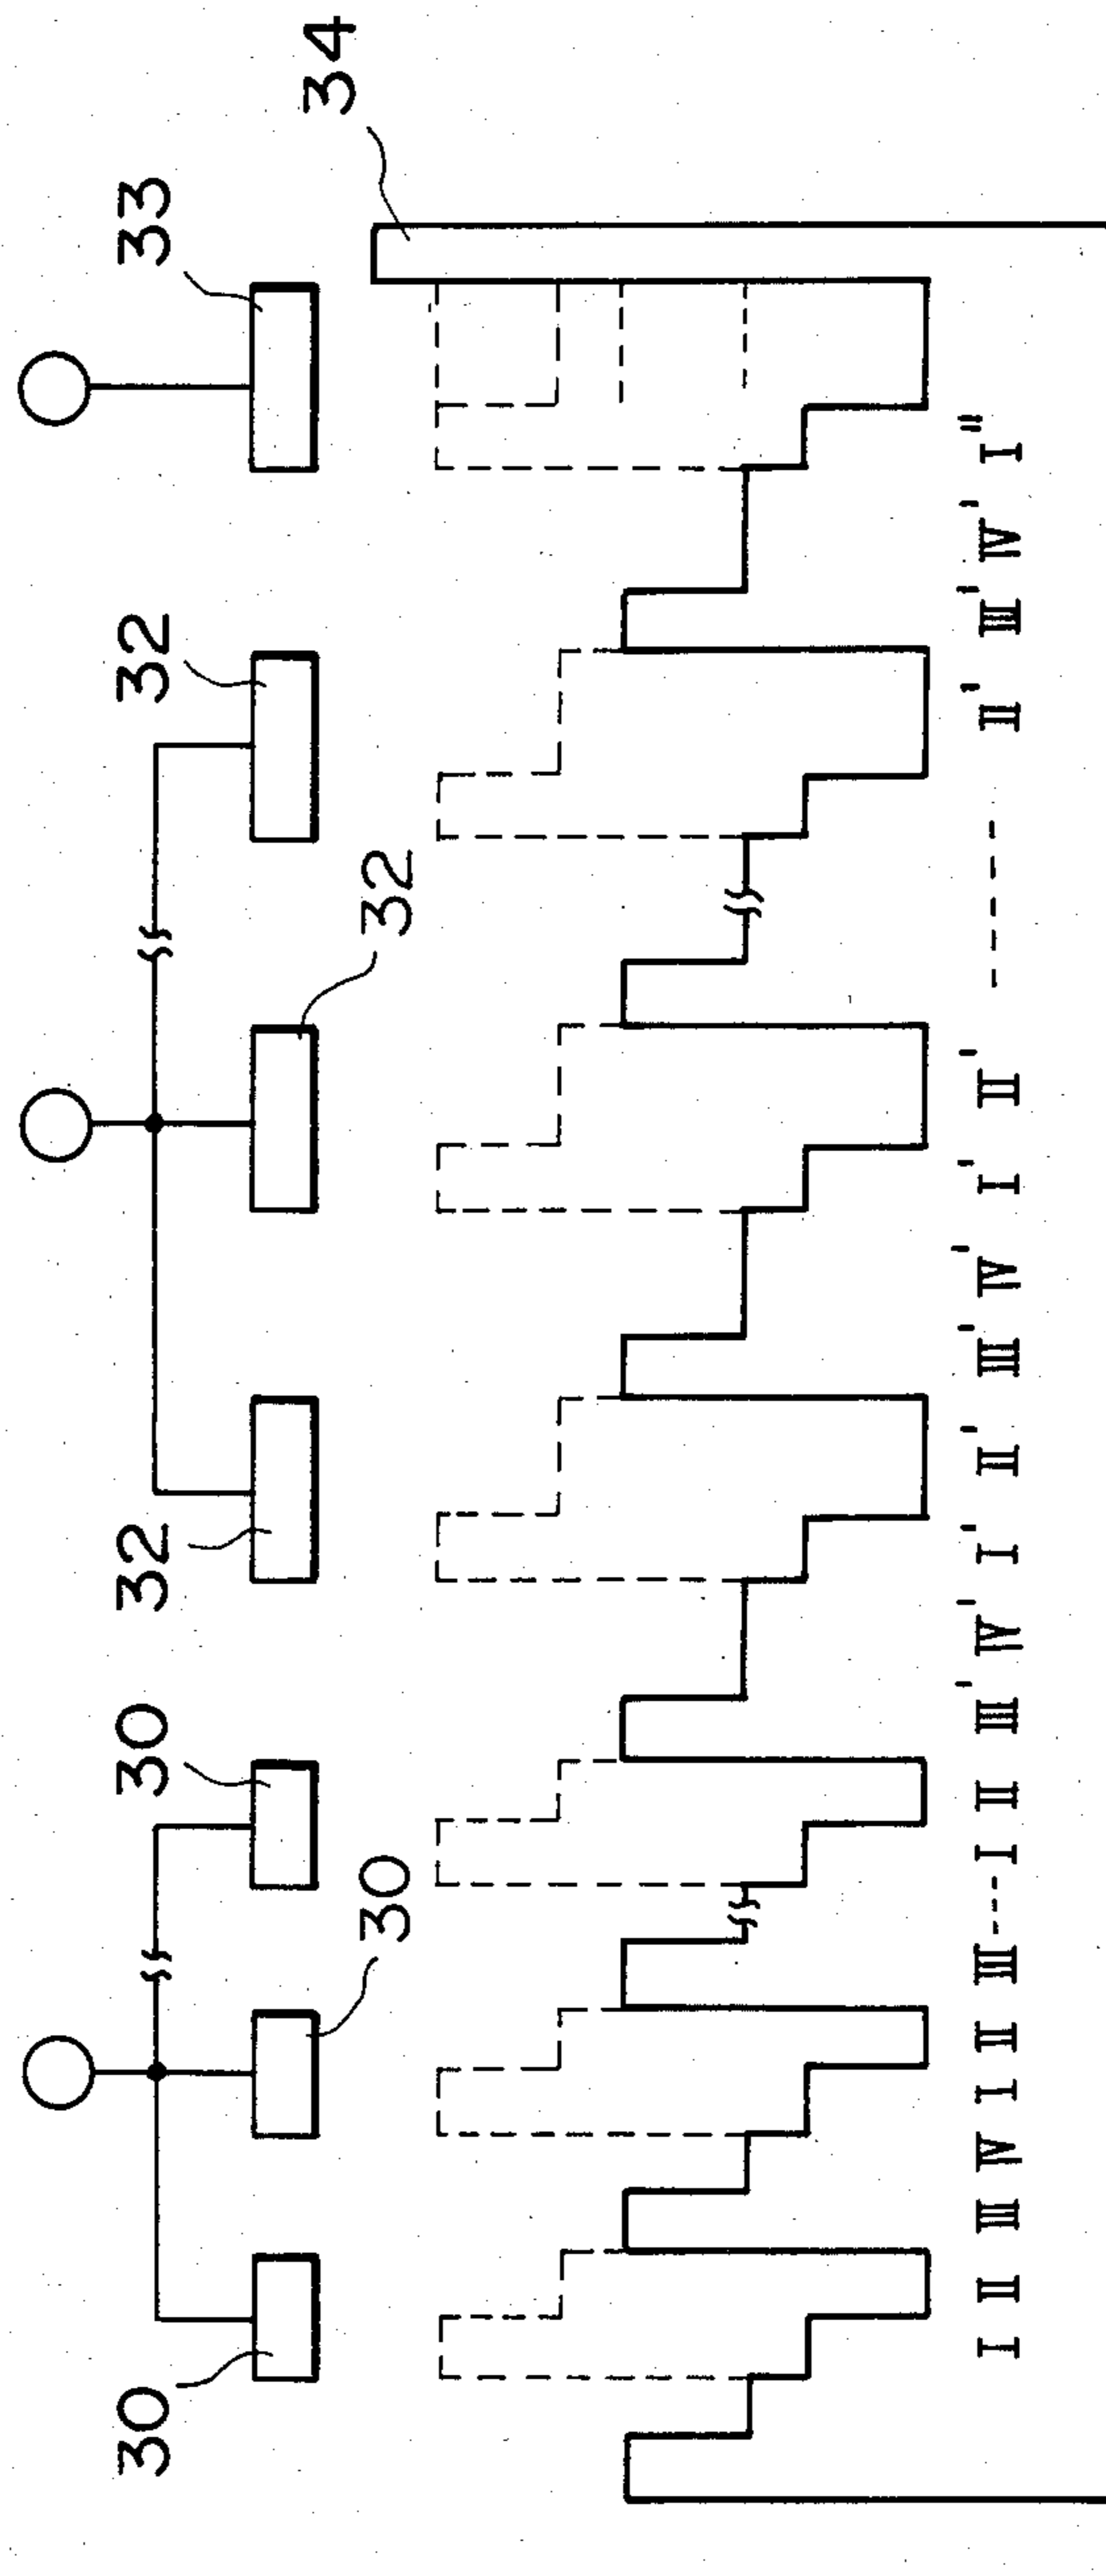 30 30 32 32 33
34
30 32
I II III IV I II III --- I II III' IV' I' II' III' IV' I' II' ----- II' III' IV' I"